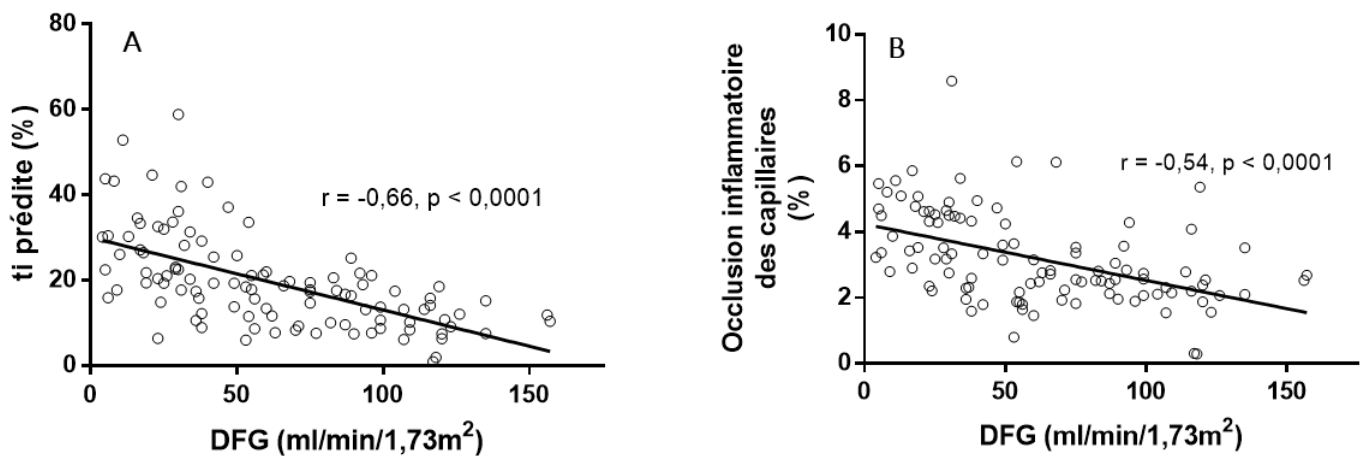 A
80
60
40
20
0
ti prédite (%)
r = -0,66, p < 0,0001
0 50 100 150
DFG (ml/min/1,73m²)
B
10
8
6
4
2
0
Occlusion inflammatoire
des capillaires
(%)
r = -0,54, p < 0,0001
0 50 100 150
DFG (ml/min/1,73m²)